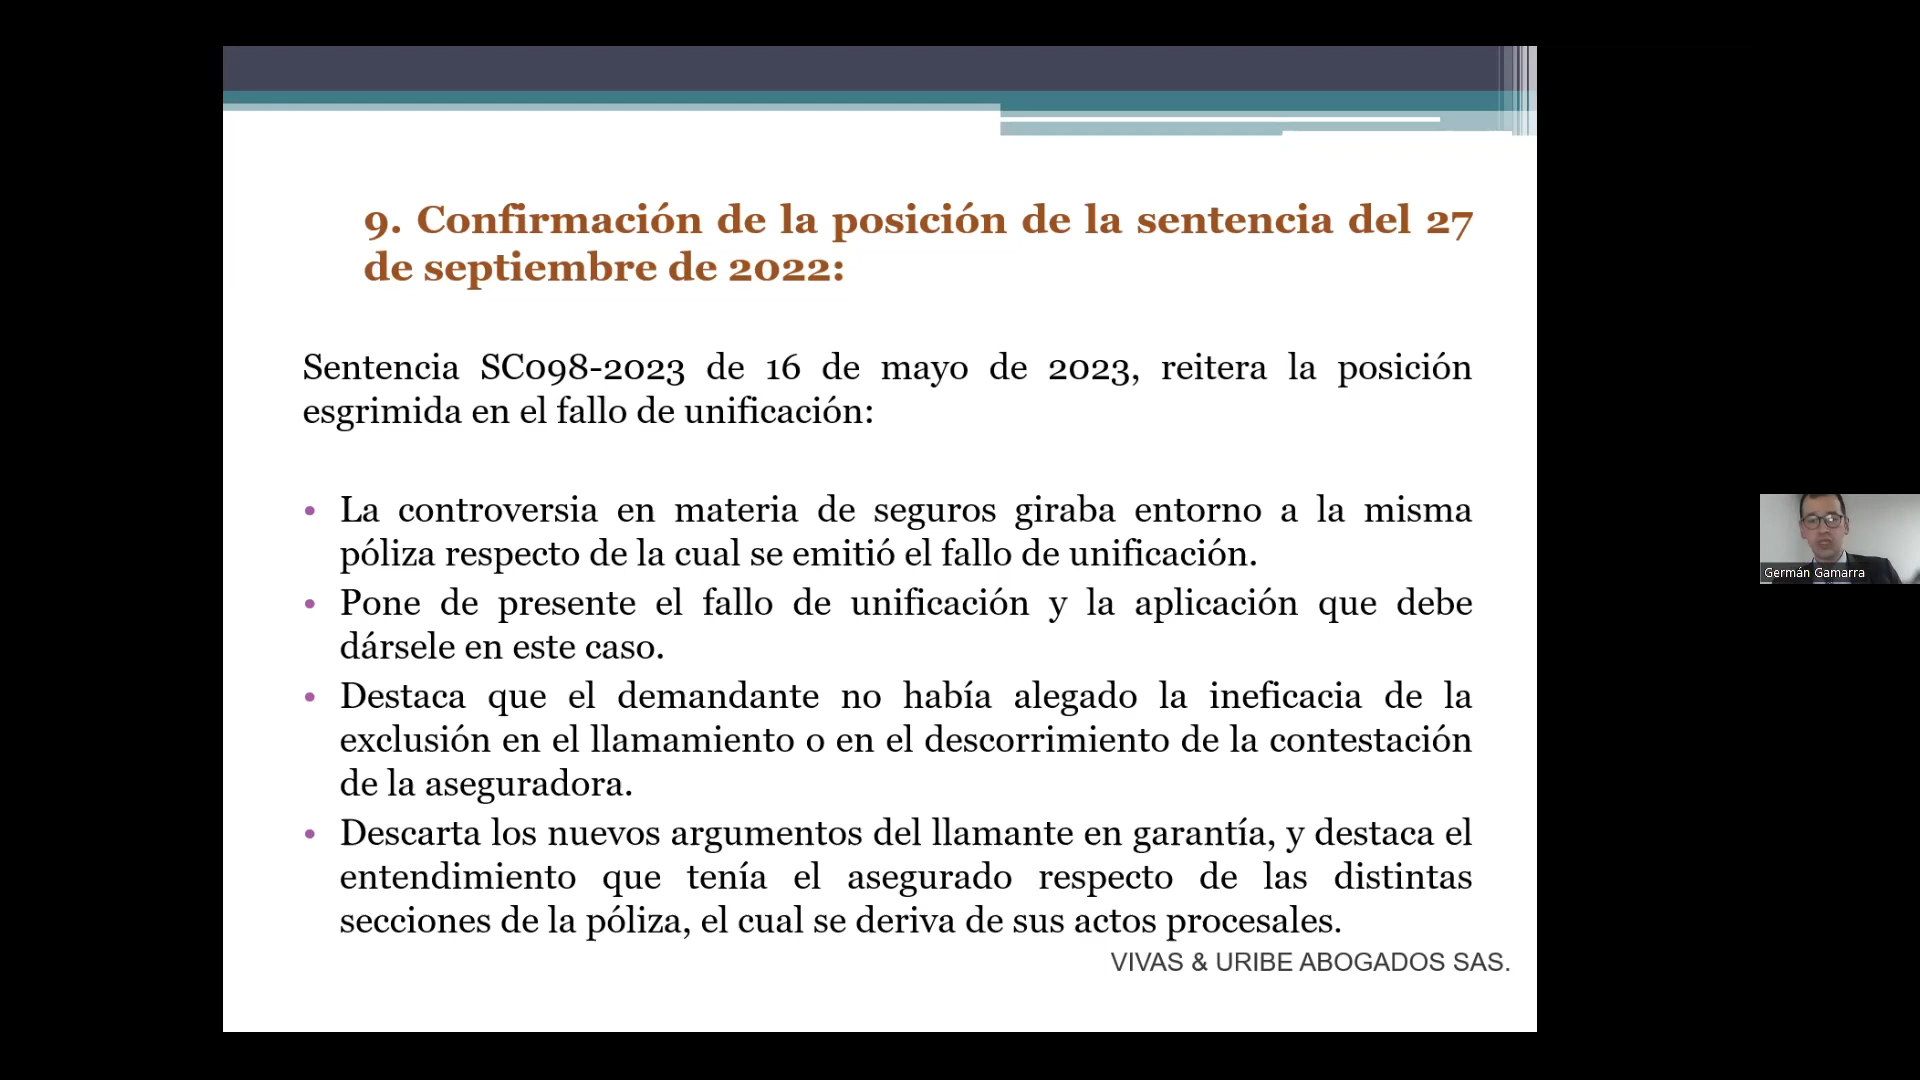 9. Confirmación de la posición de la sentencia del 27
de septiembre de 2022:
Sentencia SC098-2023 de 16 de mayo de 2023, reitera la posición
esgrimida en el fallo de unificación:
• La controversia en materia de seguros giraba entorno a la misma
póliza respecto de la cual se emitió el fallo de unificación.
• Pone de presente el fallo de unificación y la aplicación que debe
dársele en este caso.
• Destaca que el demandante no había alegado la ineficacia de la
exclusión en el llamamiento o en el descorrimiento de la contestación
de la aseguradora.
• Descarta los nuevos argumentos del llamante en garantía, y destaca el
entendimiento que tenía el asegurado respecto de las distintas
secciones de la póliza, el cual se deriva de sus actos procesales.
VIVAS & URIBE ABOGADOS SAS.
Germán Gamarra